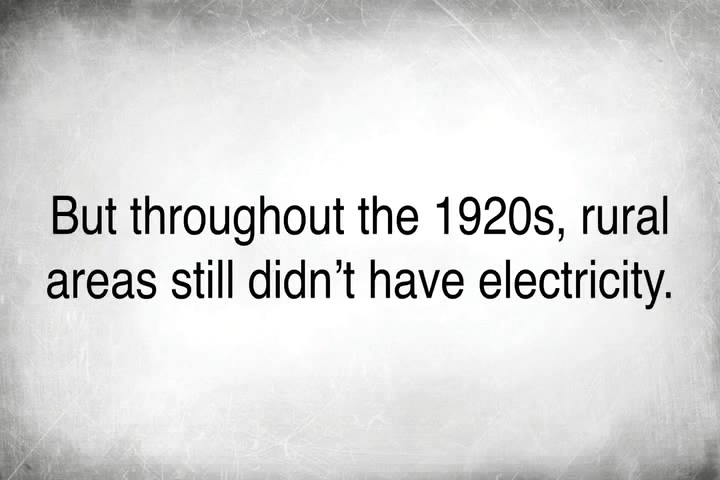 But throughout the 1920s, rural
areas still didn’t have electricity.